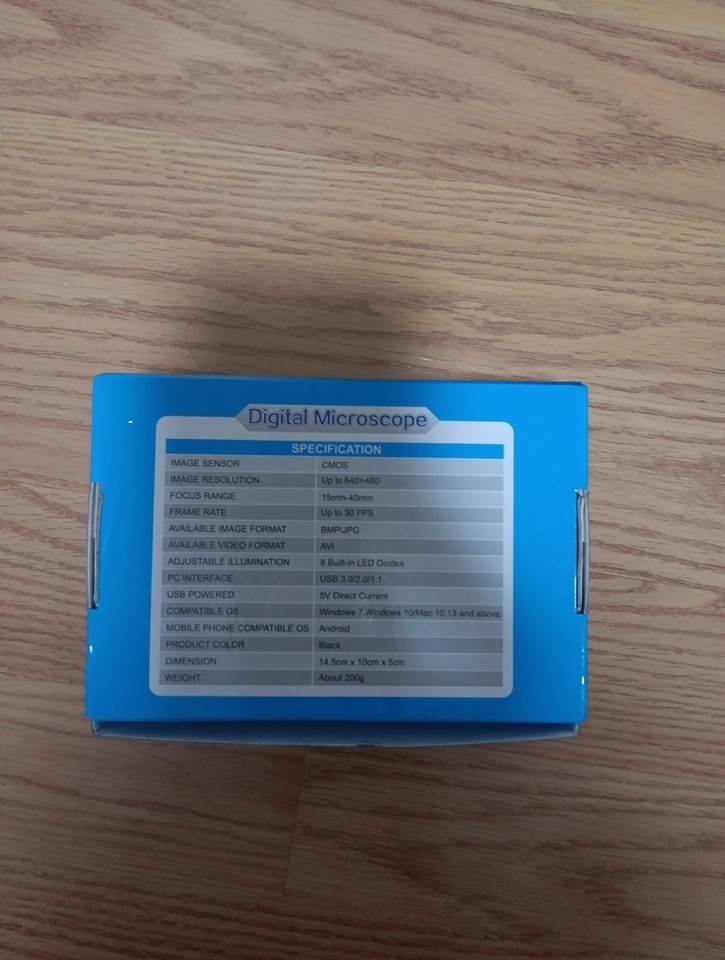 Digital Microscope
SPECIFICATION
IMAGE SENSOR CMOS
IMAGE RESOLUTION Up to 640×480
FOCUS RANGE 15mm-40mm
FRAME RATE Up to 30 FPS
AVAILABLE IMAGE FORMAT BMP/JPG
AVAILABLE VIDEO FORMAT AVI
ADJUSTABLE ILLUMINATION 8 Built-in LED Diodes
PC INTERFACE USB 3.0/2.0/1.1
USB POWERED 5V Direct Current
COMPATIBLE OS Windows 7.Windows 10/Mac 10.13 and above
MOBILE PHONE COMPATIBLE OS Android
PRODUCT COLOR Black
DIMENSION 14.5cm x 10cm x 5cm
WEIGHT About 200g